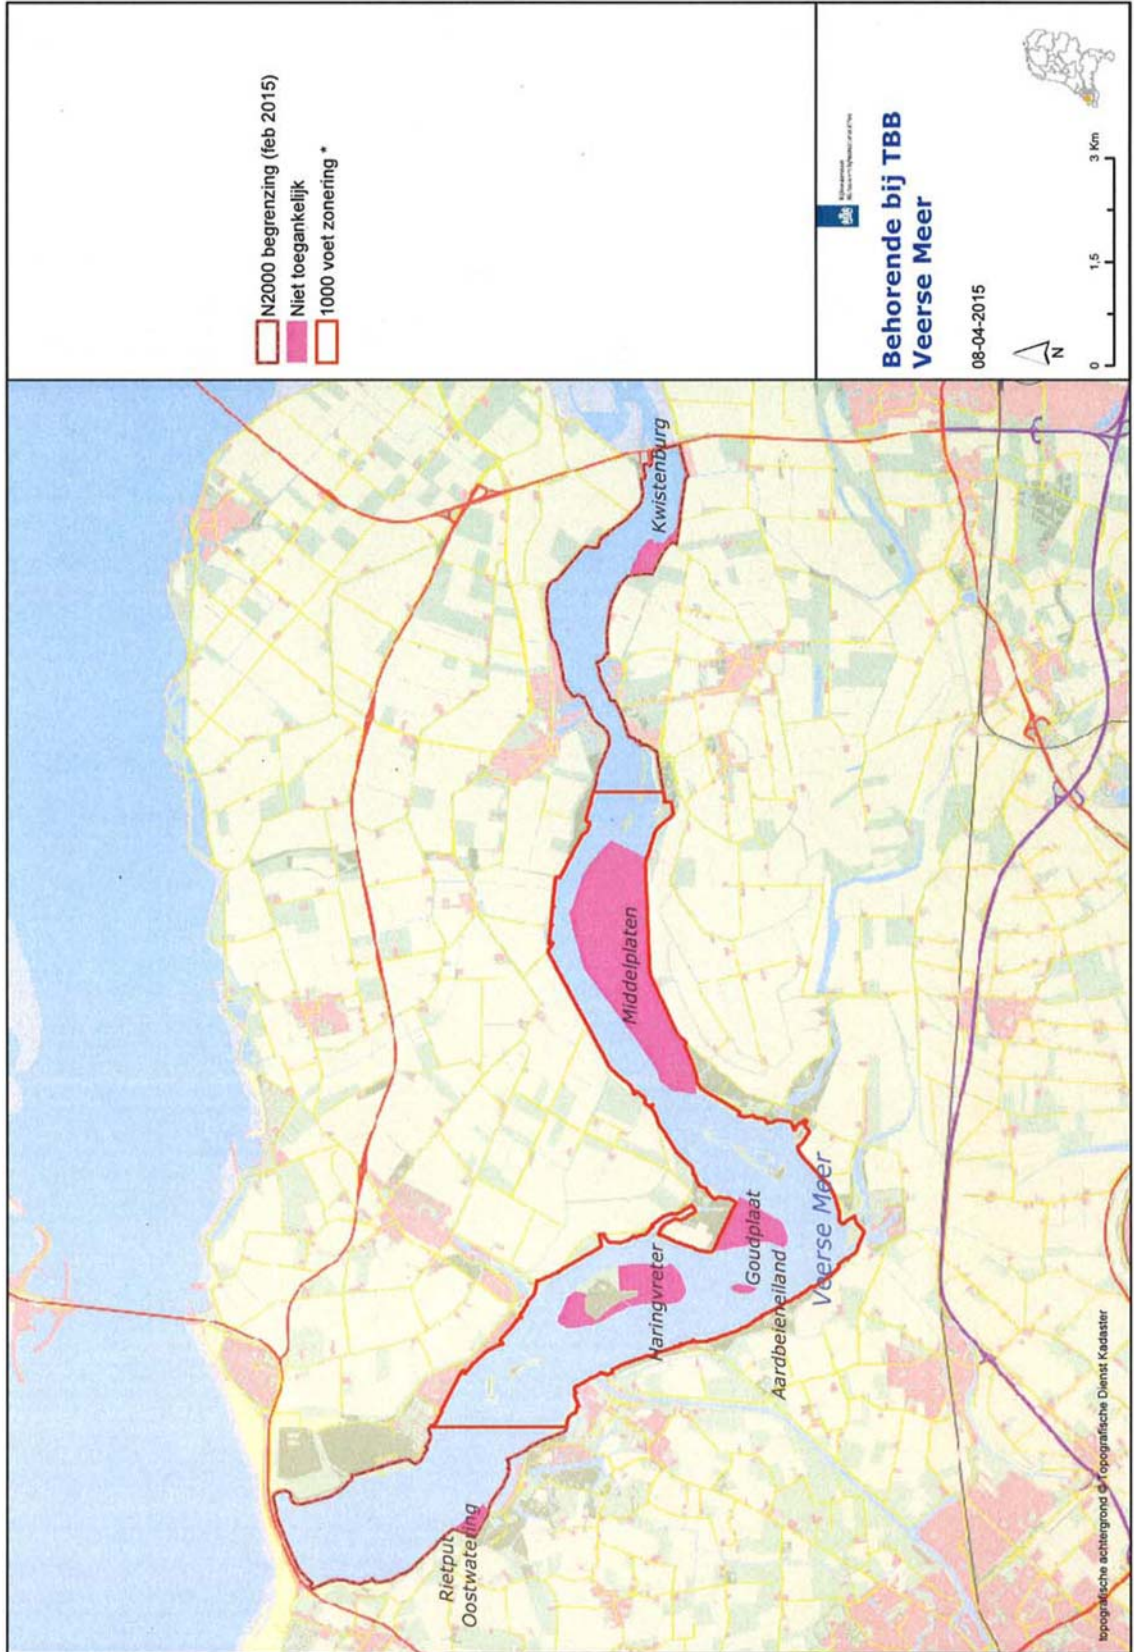 N2000 begrenzing (feb 2015)
Niet toegankelijk
1000 voet zonering *
Kwistenburg
Middelplaten
Goudplaat
Haringvreter
Aardbeieneiland
Veerse Meer
Rietput
Oostwatering
Rijkswaterstaat
Behorende bij TBB
Veerse Meer
08-04-2015
N
0 1,5 3 Km
topografische achtergrond © Topografische Dienst Kadaster